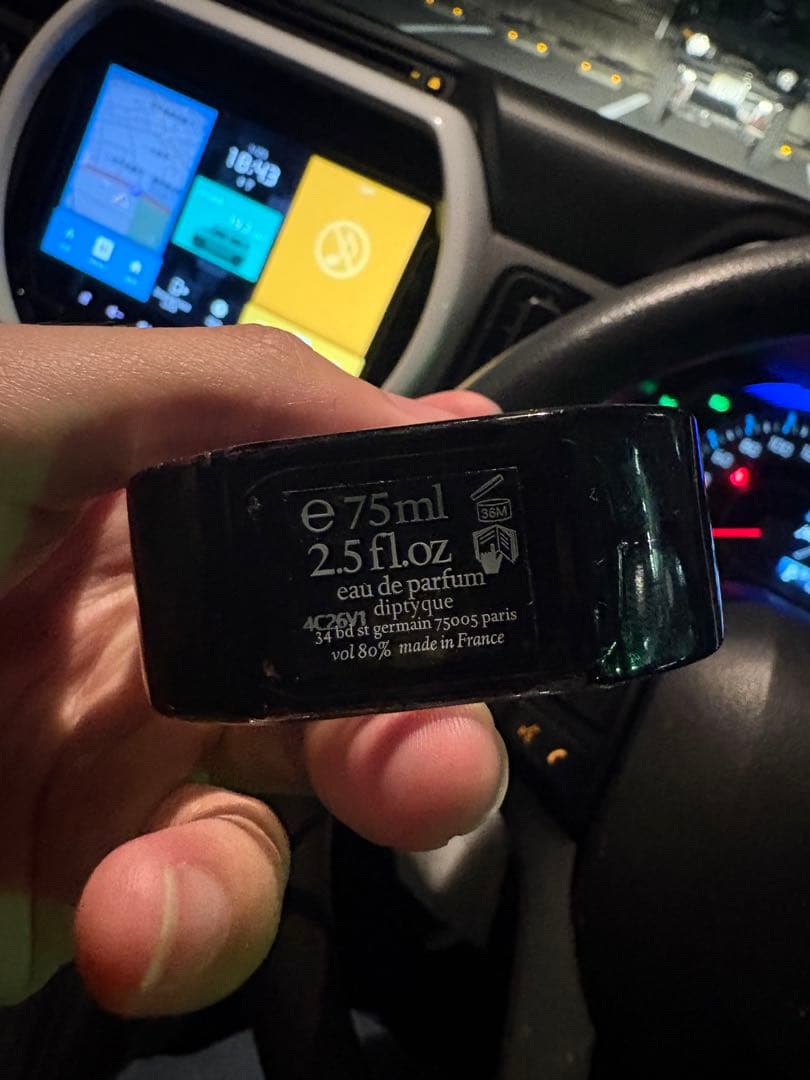 18:43
e 75ml
36M
2.5 fl.oz
eau de parfum
diptyque
4C26V1
34 bd st germain 75005 paris
vol 80% made in France